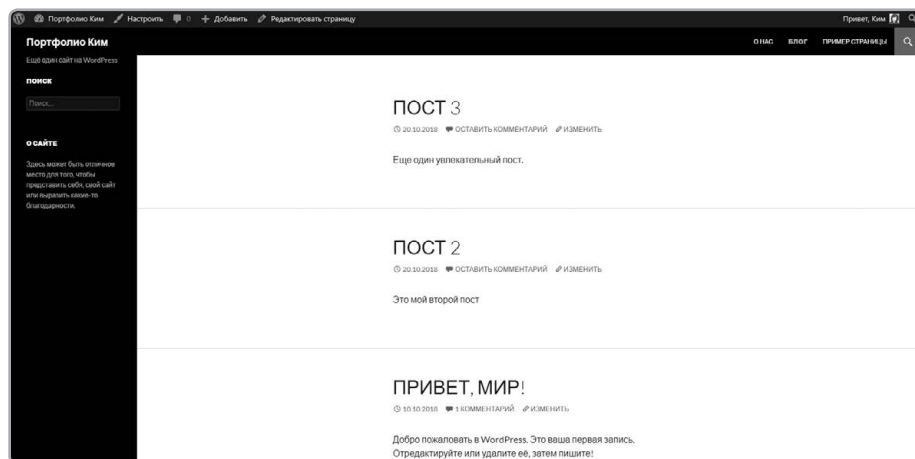 Портфолио Ким Настроить 0 Добавить Редактировать страницу Привет, Ким
Портфолио Ким О НАС БЛОГ ПРИМЕР СТРАНИЦЫ
Ещё один сайт на WordPress
ПОИСК
Поиск...
О САЙТЕ
Здесь может быть отличное
место для того, чтобы
представить себя, свой сайт
или выразить какие-то
благодарности.
ПОСТ 3
20.10.2018 ОСТАВИТЬ КОММЕНТАРИЙ ИЗМЕНИТЬ
Еще один увлекательный пост.
ПОСТ 2
20.10.2018 ОСТАВИТЬ КОММЕНТАРИЙ ИЗМЕНИТЬ
Это мой второй пост
ПРИВЕТ, МИР!
10.10.2018 1 КОММЕНТАРИЙ ИЗМЕНИТЬ
Добро пожаловать в WordPress. Это ваша первая запись.
Отредактируйте или удалите её, затем пишите!